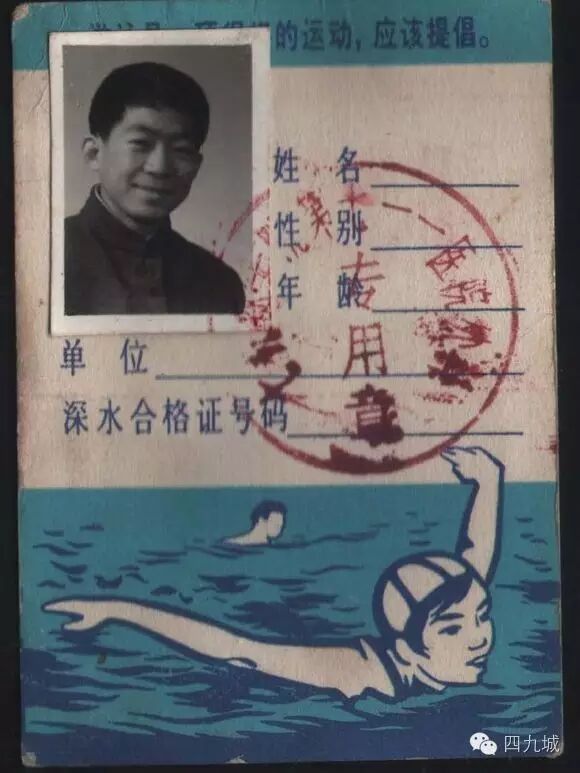 的运动，应该提倡。
姓名
性别
年龄
单位
深水合格证号码
专用章
四九城